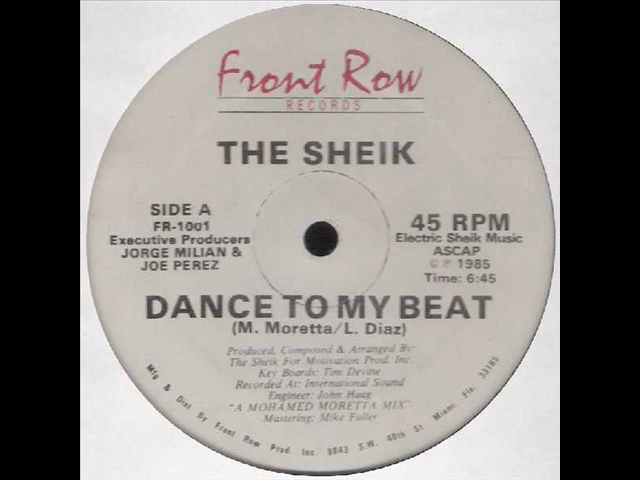 Front Row
RECORDS
THE SHEIK
SIDE A
FR-1001
Executive Producers
JORGE MILIAN &
JOE PEREZ
45 RPM
Electric Sheik Music
ASCAP
© ℗ 1985
Time: 6:45
DANCE TO MY BEAT
(M. Moretta/L. Diaz)
Produced, Composed & Arranged By:
The Sheik For Motivation Prod. Inc.
Key Boards: Tim Devine
Recorded At: International Sound
Engineer: John Haag
"A MOHAMED MORETTA MIX"
Mastering: Mike Fuller
Mfg & Dist By Front Row Prod. Inc. 9843 S.W. 40th St. Miami, Fla. 33165